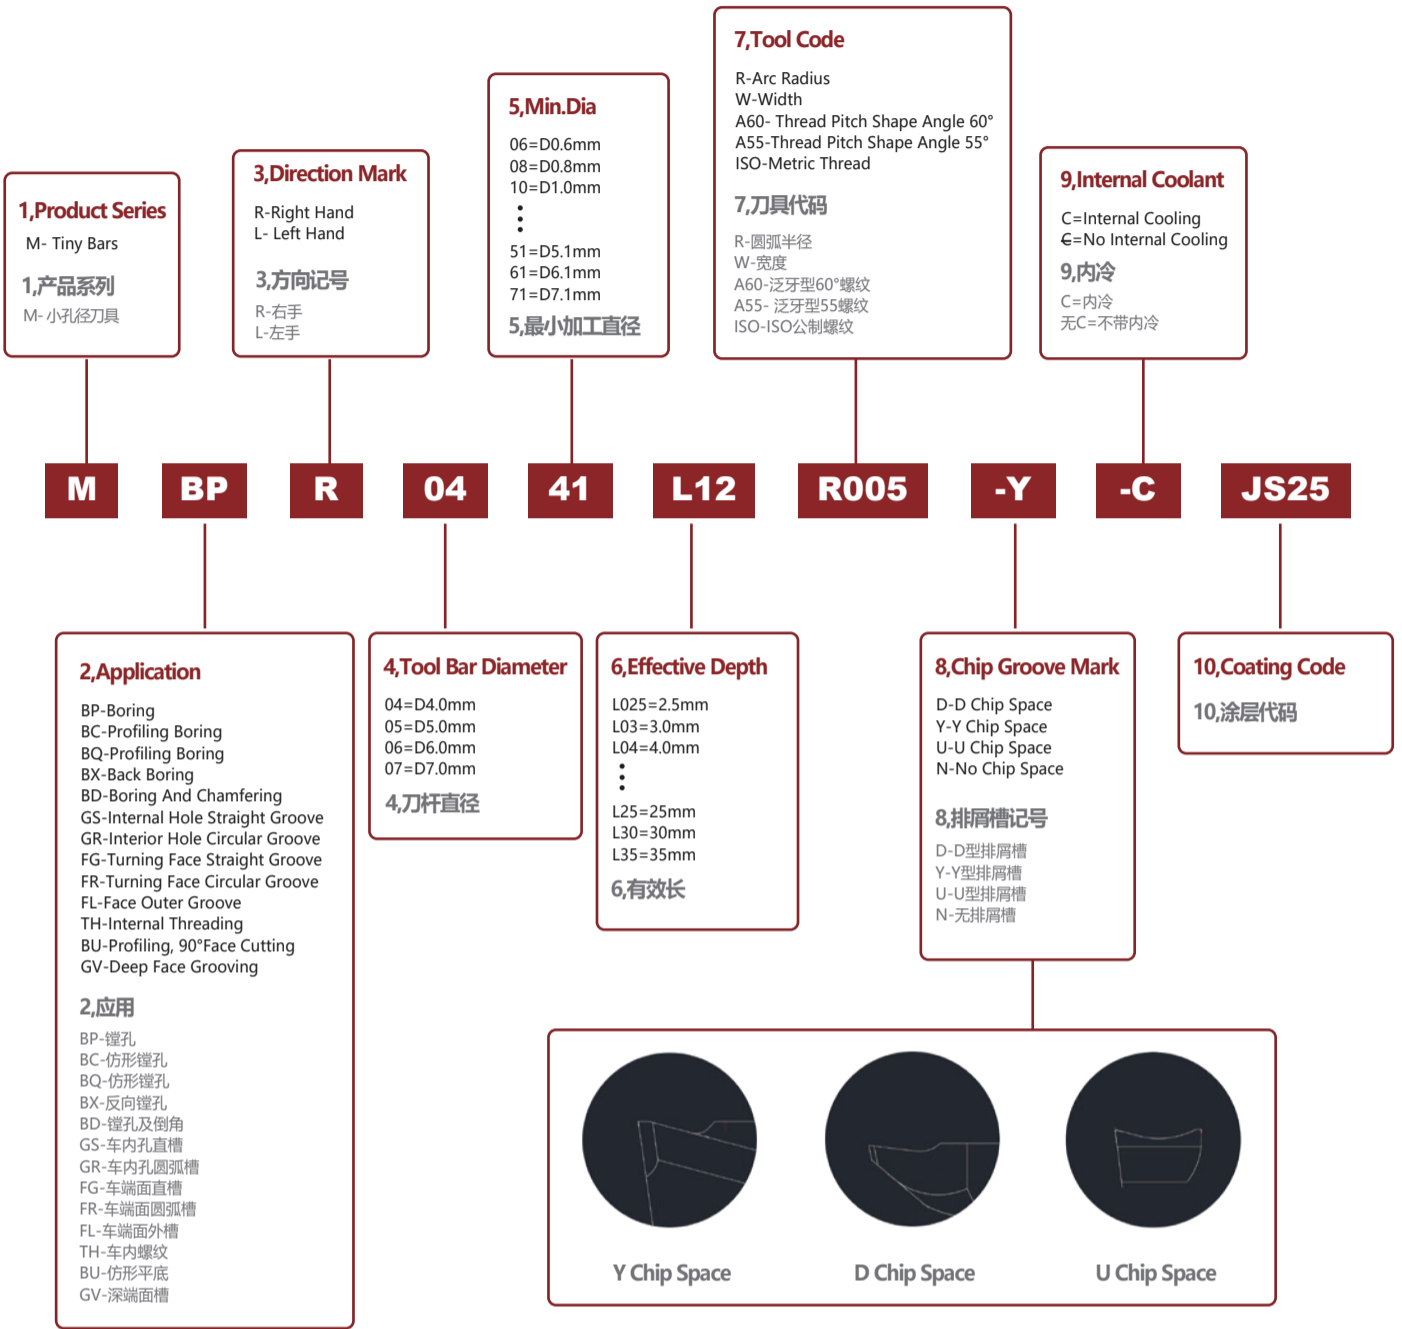 1,Product Series
M- Tiny Bars
1,产品系列
M- 小孔径刀具
3,Direction Mark
R-Right Hand
L- Left Hand
3,方向记号
R-右手
L-左手
5,Min.Dia
06=D0.6mm
08=D0.8mm
10=D1.0mm
⋮
51=D5.1mm
61=D6.1mm
71=D7.1mm
5,最小加工直径
7,Tool Code
R-Arc Radius
W-Width
A60- Thread Pitch Shape Angle 60°
A55-Thread Pitch Shape Angle 55°
ISO-Metric Thread
7,刀具代码
R-圆弧半径
W-宽度
A60-泛牙型60°螺纹
A55- 泛牙型55螺纹
ISO-ISO公制螺纹
9,Internal Coolant
C=Internal Cooling
C=No Internal Cooling
9,内冷
C=内冷
无C=不带内冷
M BP R 04 41 L12 R005 -Y -C JS25
2,Application
BP-Boring
BC-Profiling Boring
BQ-Profiling Boring
BX-Back Boring
BD-Boring And Chamfering
GS-Internal Hole Straight Groove
GR-Interior Hole Circular Groove
FG-Turning Face Straight Groove
FR-Turning Face Circular Groove
FL-Face Outer Groove
TH-Internal Threading
BU-Profiling, 90°Face Cutting
GV-Deep Face Grooving
2,应用
BP-镗孔
BC-仿形镗孔
BQ-仿形镗孔
BX-反向镗孔
BD-镗孔及倒角
GS-车内孔直槽
GR-车内孔圆弧槽
FG-车端面直槽
FR-车端面圆弧槽
FL-车端面外槽
TH-车内螺纹
BU-仿形平底
GV-深端面槽
4,Tool Bar Diameter
04=D4.0mm
05=D5.0mm
06=D6.0mm
07=D7.0mm
4,刀杆直径
6,Effective Depth
L025=2.5mm
L03=3.0mm
L04=4.0mm
⋮
L25=25mm
L30=30mm
L35=35mm
6,有效长
8,Chip Groove Mark
D-D Chip Space
Y-Y Chip Space
U-U Chip Space
N-No Chip Space
8,排屑槽记号
D-D型排屑槽
Y-Y型排屑槽
U-U型排屑槽
N-无排屑槽
10,Coating Code
10,涂层代码
Y Chip Space
D Chip Space
U Chip Space